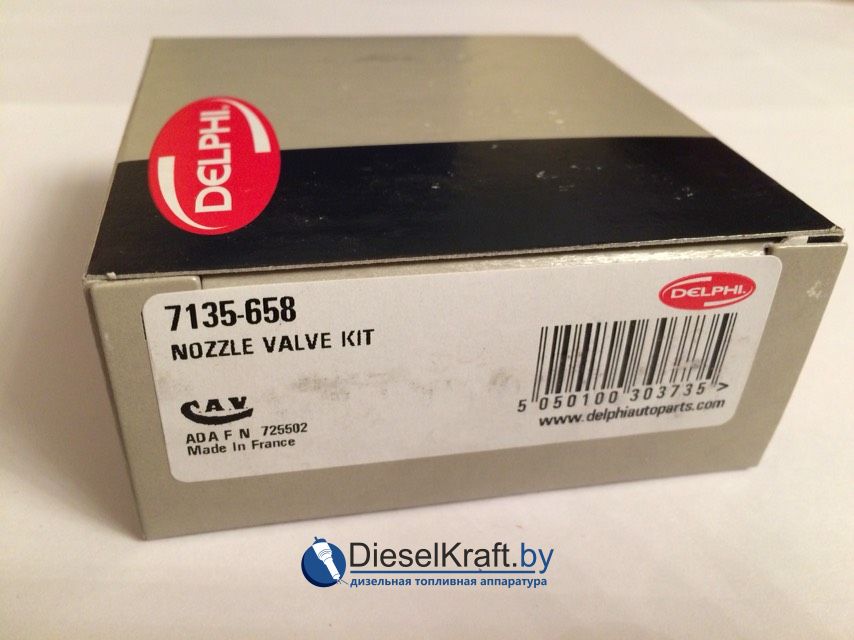 DELPHI
7135-658
NOZZLE VALVE KIT
C.A.V.
ADA F N 725502
Made In France
DELPHI
5 050100 303735 >
www.delphiautoparts.com
DieselKraft.by
дизельная топливная аппаратура